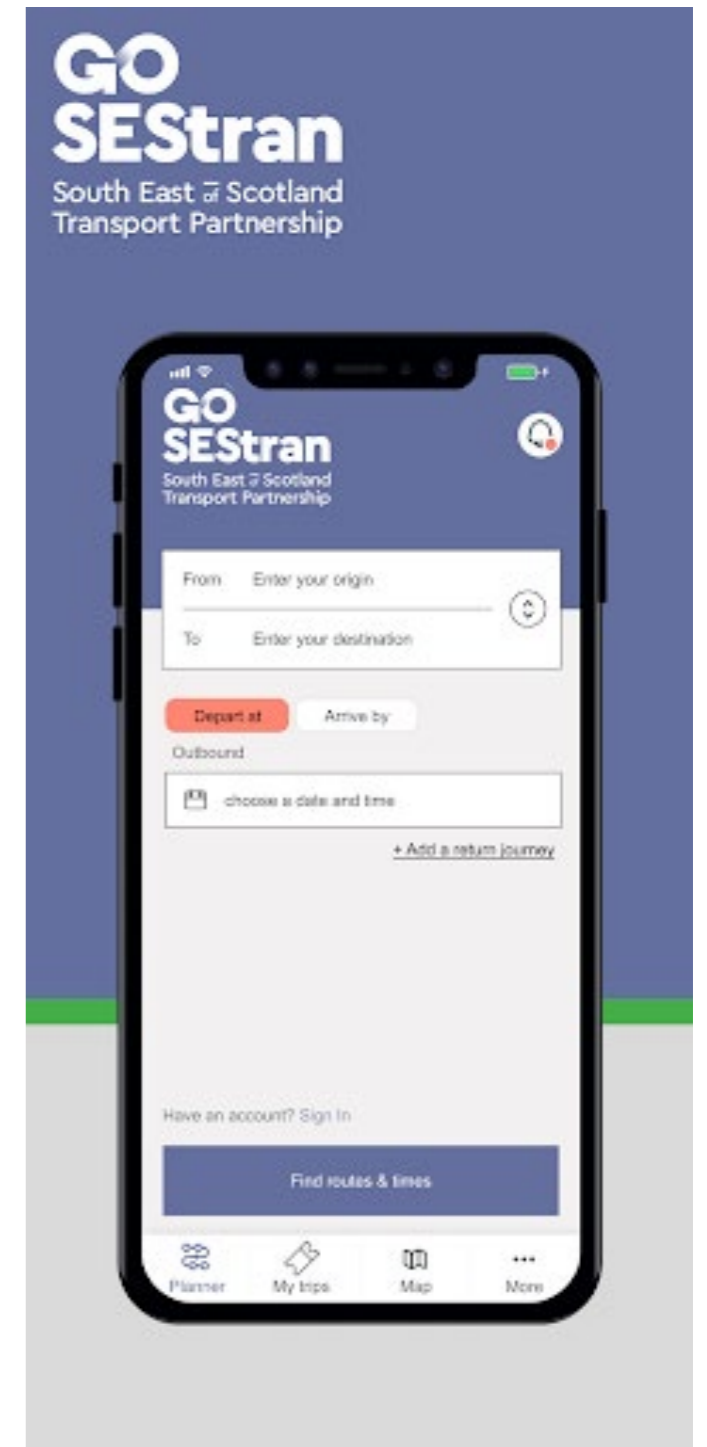 GO
SEStran
South East of Scotland
Transport Partnership
GO
SEStran
South East of Scotland
Transport Partnership
From Enter your origin
To Enter your destination
Depart at Arrive by
Outbound
choose a date and time
+ Add a return journey
Have an account? Sign In
Find routes & times
Planner My trips Map More